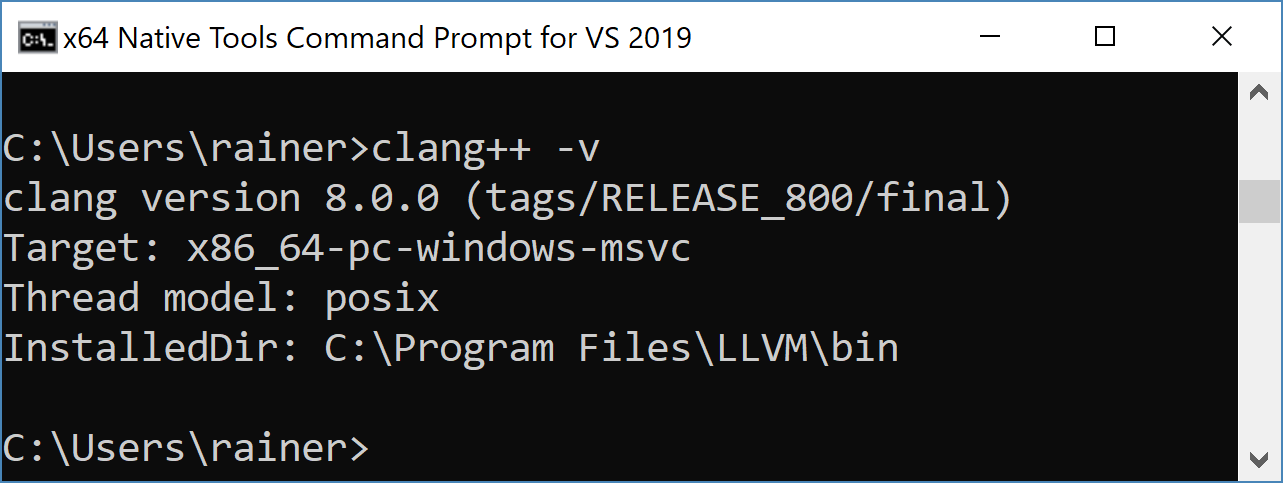 x64 Native Tools Command Prompt for VS 2019
C:\Users\rainer>clang++ -v
clang version 8.0.0 (tags/RELEASE_800/final)
Target: x86_64-pc-windows-msvc
Thread model: posix
InstalledDir: C:\Program Files\LLVM\bin
C:\Users\rainer>